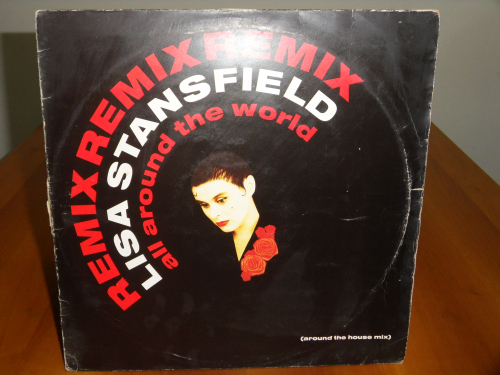 REMIX REMIX REMIX
LISA STANSFIELD
all around the world
(around the house mix)